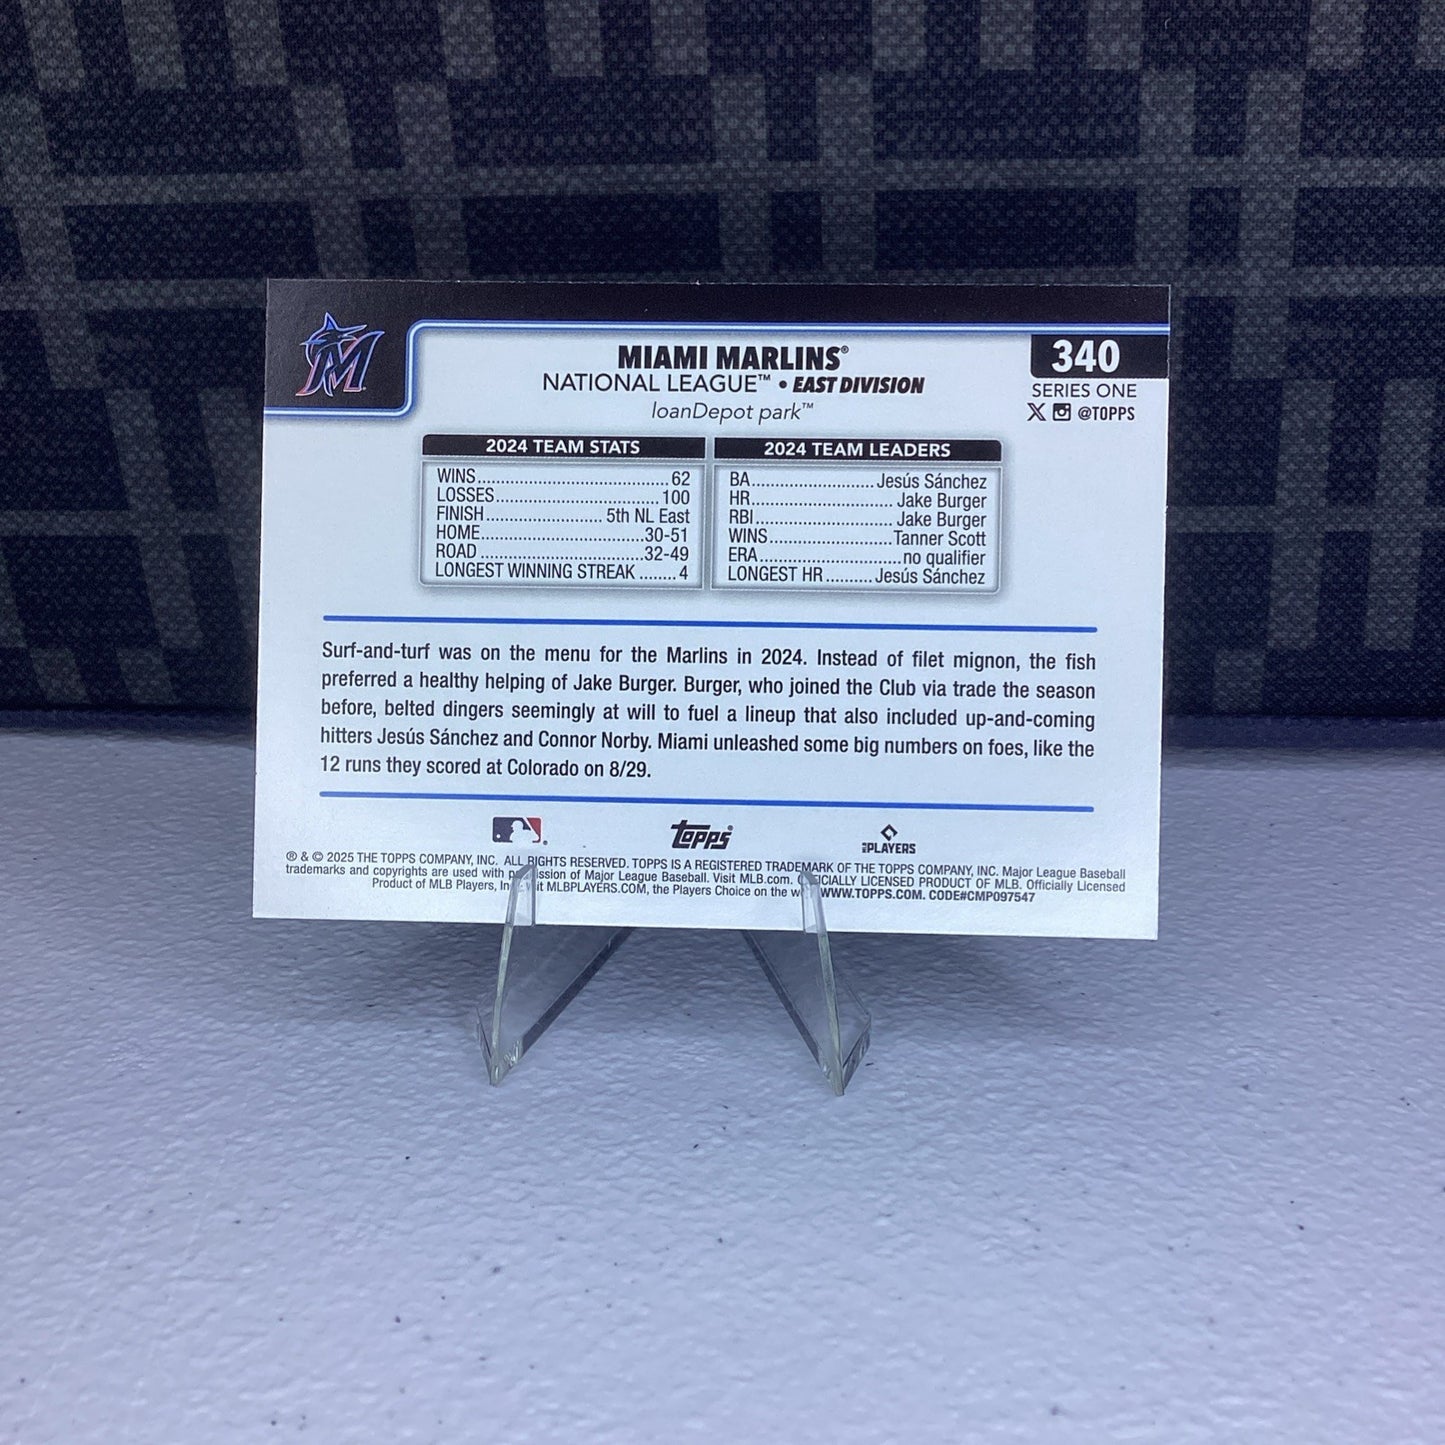 M
MIAMI MARLINS®
NATIONAL LEAGUE™ • EAST DIVISION
loanDepot park™
340
SERIES ONE
X @TOPPS
2024 TEAM STATS
WINS 62
LOSSES 100
FINISH 5th NL East
HOME 30-51
ROAD 32-49
LONGEST WINNING STREAK 4
2024 TEAM LEADERS
BA Jesús Sánchez
HR Jake Burger
RBI Jake Burger
WINS Tanner Scott
ERA no qualifier
LONGEST HR Jesús Sánchez
Surf-and-turf was on the menu for the Marlins in 2024. Instead of filet mignon, the fish
preferred a healthy helping of Jake Burger. Burger, who joined the Club via trade the season
before, belted dingers seemingly at will to fuel a lineup that also included up-and-coming
hitters Jesús Sánchez and Connor Norby. Miami unleashed some big numbers on foes, like the
12 runs they scored at Colorado on 8/29.
Topps
PLAYERS
® & © 2025 THE TOPPS COMPANY, INC. ALL RIGHTS RESERVED. TOPPS IS A REGISTERED TRADEMARK OF THE TOPPS COMPANY, INC. Major League Baseball
trademarks and copyrights are used with of Major League Baseball. Visit MLB.com. OFFICIALLY LICENSED PRODUCT OF MLB. Officially Licensed
Product of MLB Players, MLBPLAYERS.COM, the Players Choice on the WWW.TOPPS.COM. CODE#CMP097547